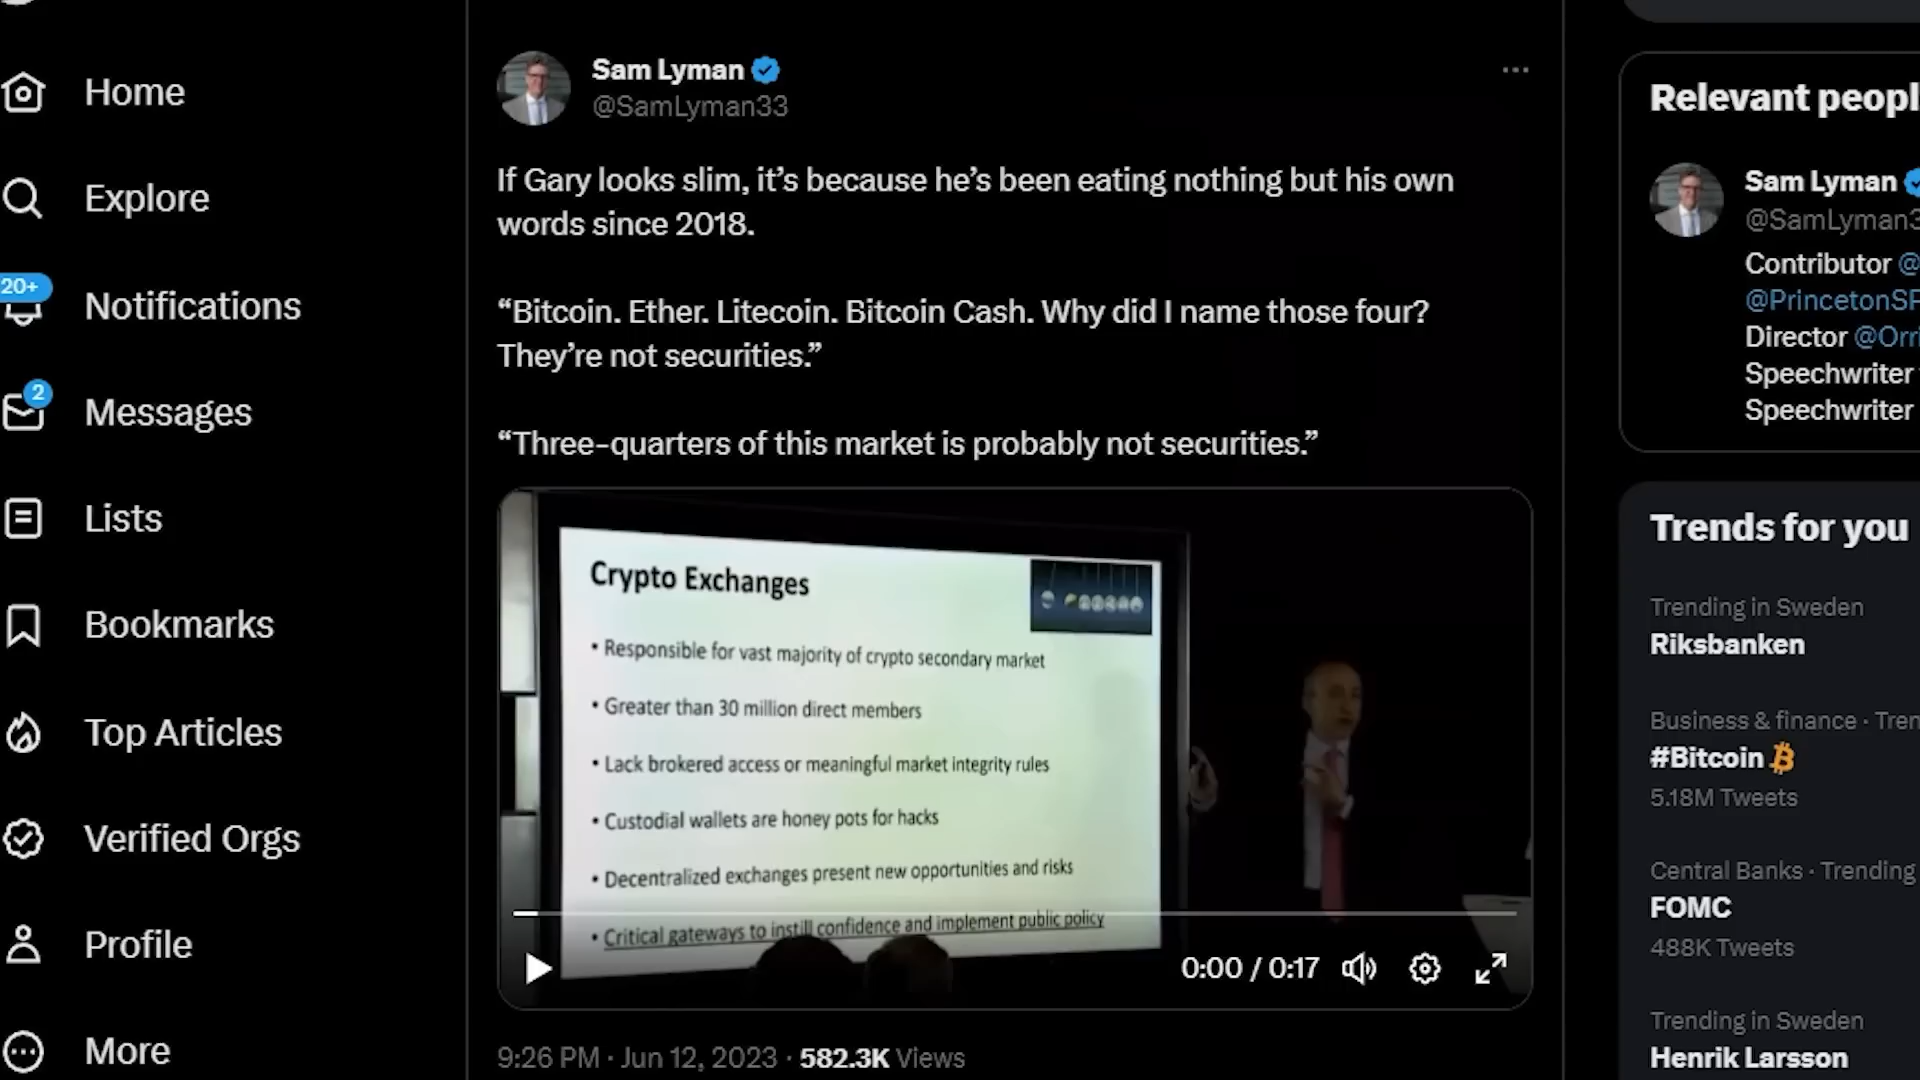 Home
Explore
20+
Notifications
2
Messages
Lists
Bookmarks
Top Articles
Verified Orgs
Profile
More
Sam Lyman
@SamLyman33
If Gary looks slim, it’s because he’s been eating nothing but his own
words since 2018.
“Bitcoin. Ether. Litecoin. Bitcoin Cash. Why did I name those four?
They’re not securities.”
“Three-quarters of this market is probably not securities.”
Crypto Exchanges
• Responsible for vast majority of crypto secondary market
• Greater than 30 million direct members
• Lack brokered access or meaningful market integrity rules
• Custodial wallets are honey pots for hacks
• Decentralized exchanges present new opportunities and risks
• Critical gateways to instill confidence and implement public policy
0:00 / 0:17
9:26 PM · Jun 12, 2023 · 582.3K Views
Relevant peopl
Sam Lyman
@SamLyman3
Contributor @
@PrincetonSP
Director @Orri
Speechwriter
Speechwriter
Trends for you
Trending in Sweden
Riksbanken
Business & finance · Tren
#Bitcoin
5.18M Tweets
Central Banks · Trending
FOMC
488K Tweets
Trending in Sweden
Henrik Larsson